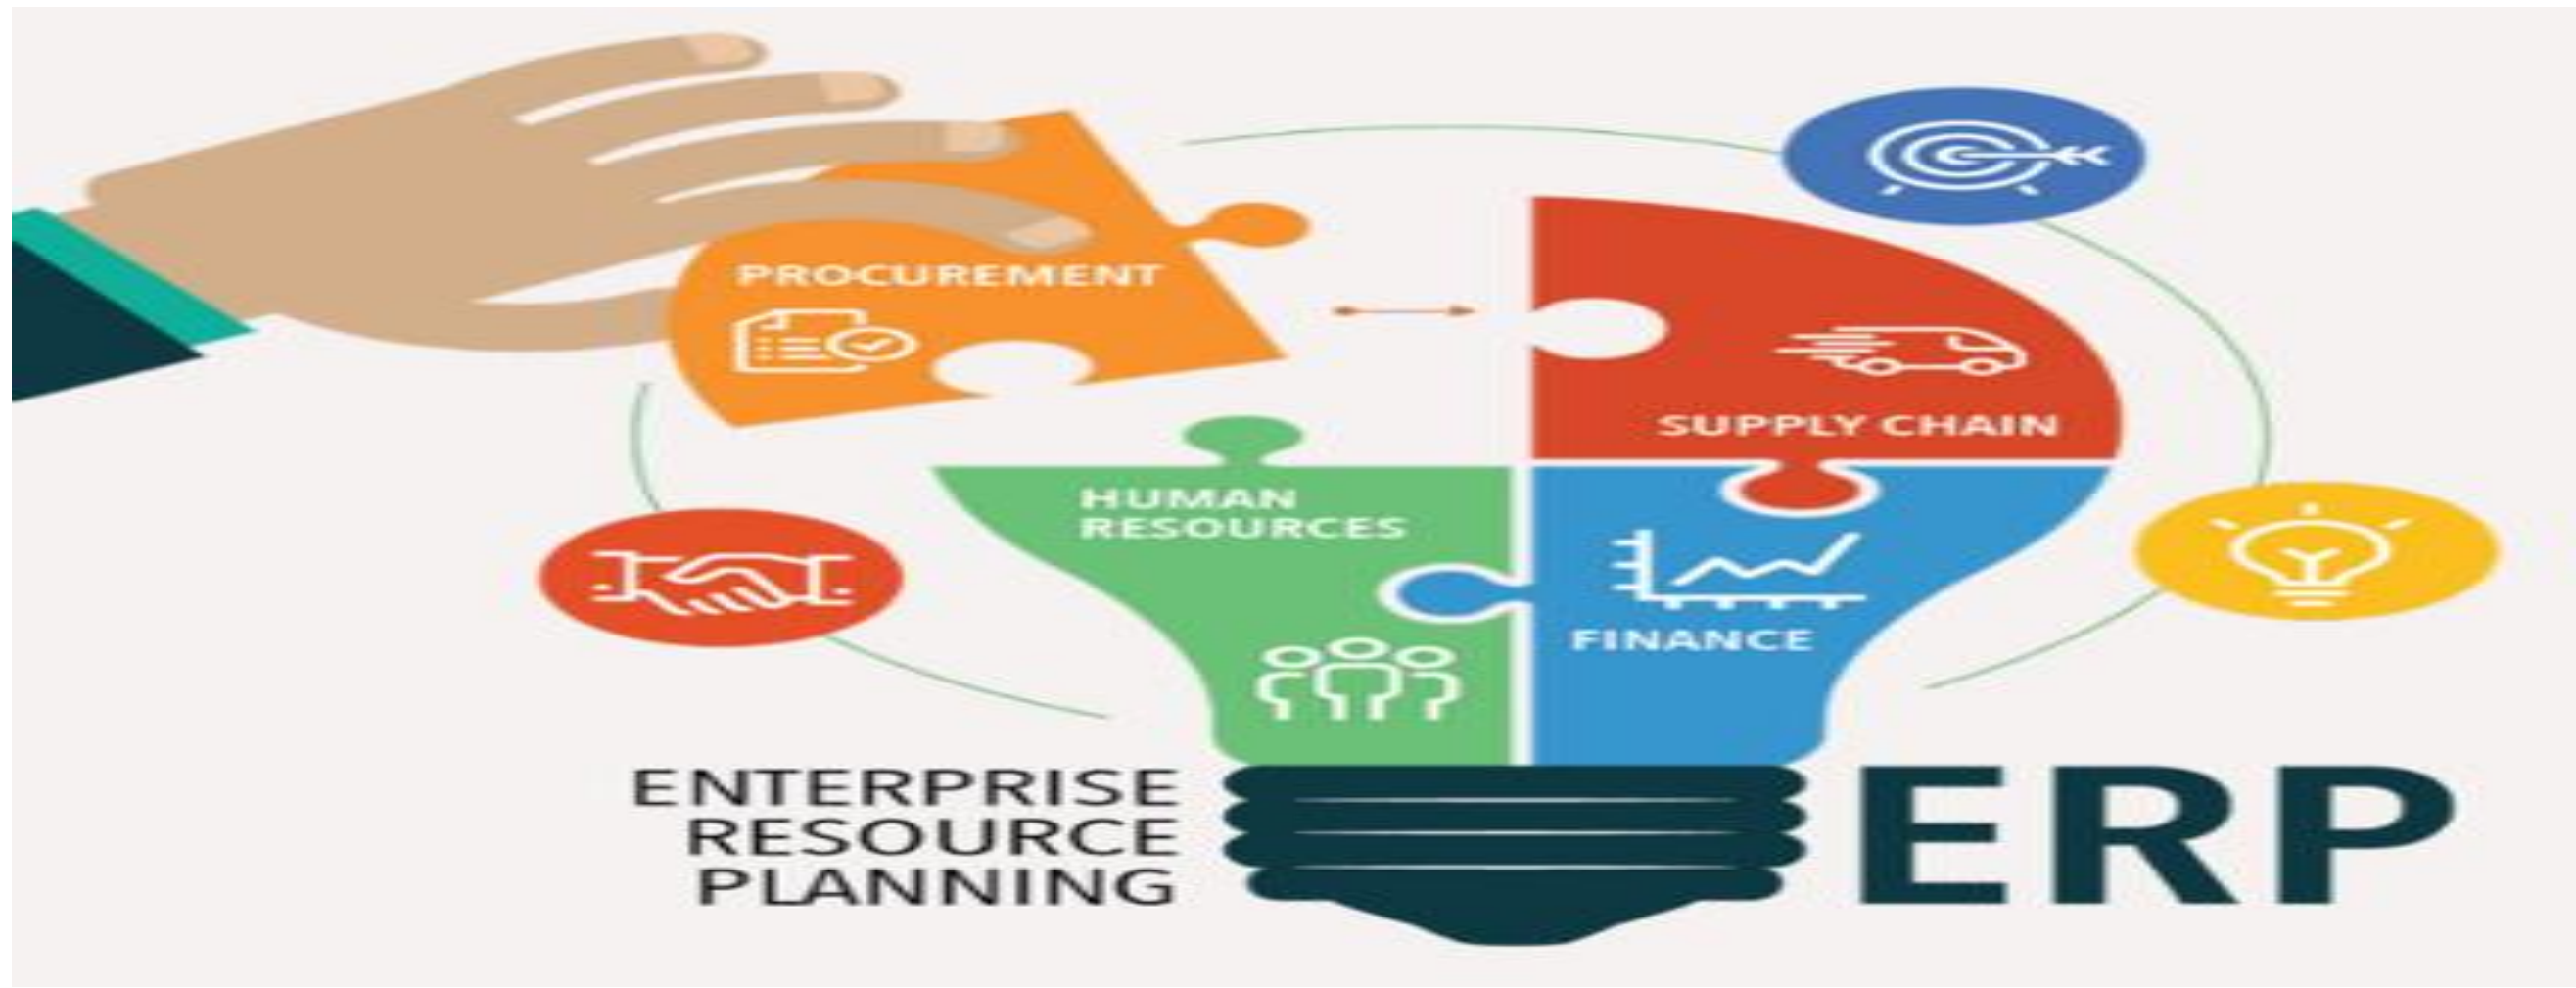 PROCUREMENT
SUPPLY CHAIN
HUMAN
RESOURCES
FINANCE
ENTERPRISE
RESOURCE
PLANNING
ERP